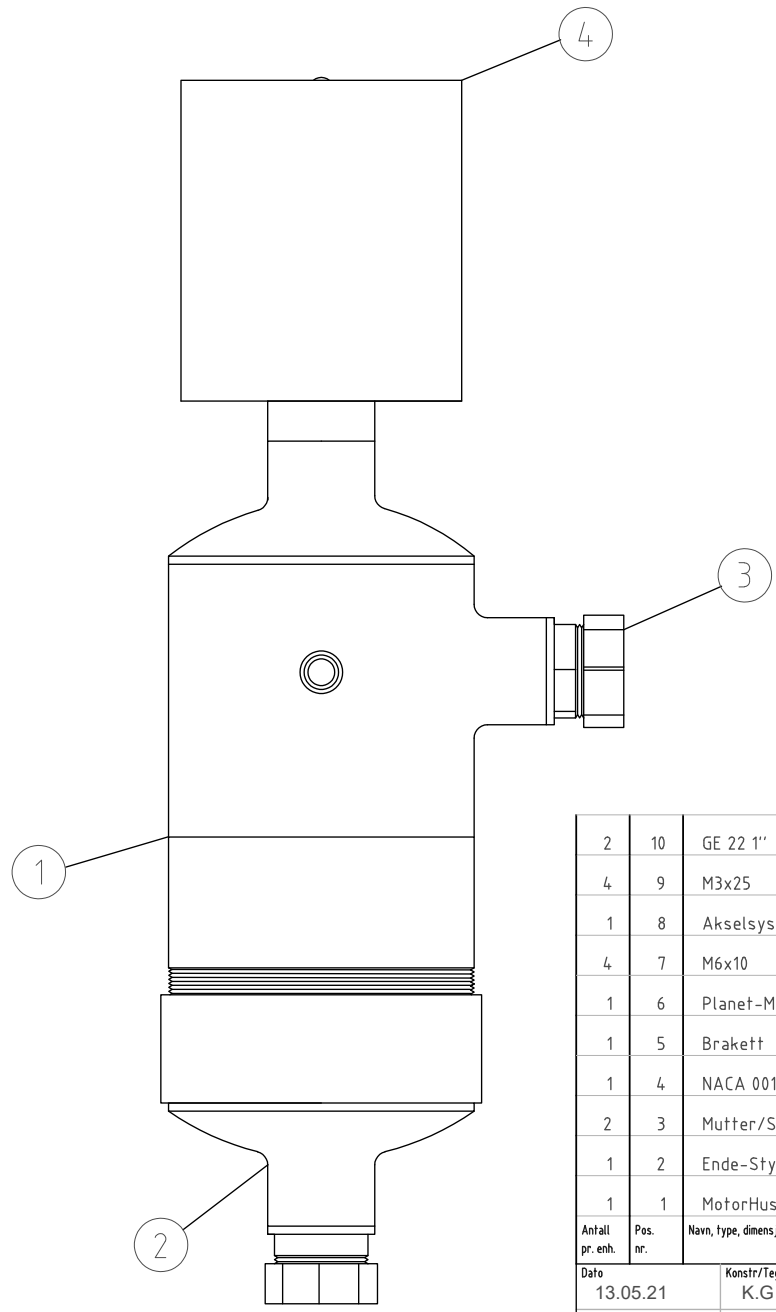 4
3
1
2
2 10 GE 22 1''
4 9 M3x25
1 8 Akselsys
4 7 M6x10
1 6 Planet-M
1 5 Brakett
1 4 NACA 001
2 3 Mutter/S
1 2 Ende-Sty
1 1 MotorHus
Antall pr. enh. Pos. nr. Navn, type, dimens
Dato Konstr/Te
13.05.21 K.G